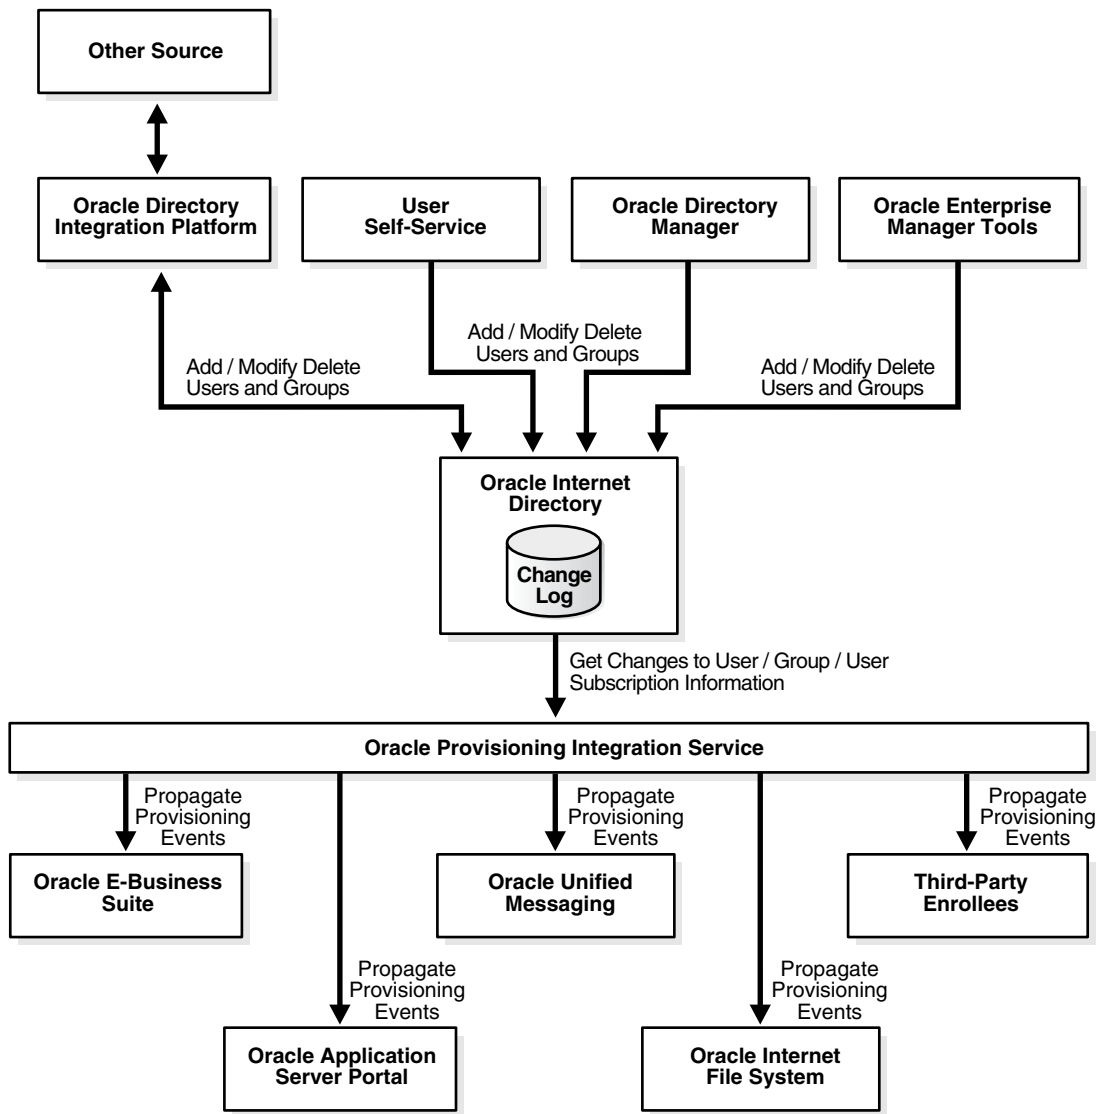 Other Source
Oracle Directory
Integration Platform
User
Self-Service
Oracle Directory
Manager
Oracle Enterprise
Manager Tools
Add / Modify Delete
Users and Groups
Add / Modify Delete
Users and Groups
Add / Modify Delete
Users and Groups
Oracle Internet
Directory
Change
Log
Get Changes to User / Group / User
Subscription Information
Oracle Provisioning Integration Service
Propagate
Provisioning
Events
Propagate
Provisioning
Events
Propagate
Provisioning
Events
Oracle E-Business
Suite
Oracle Unified
Messaging
Third-Party
Enrollees
Propagate
Provisioning
Events
Propagate
Provisioning
Events
Oracle Application
Server Portal
Oracle Internet
File System